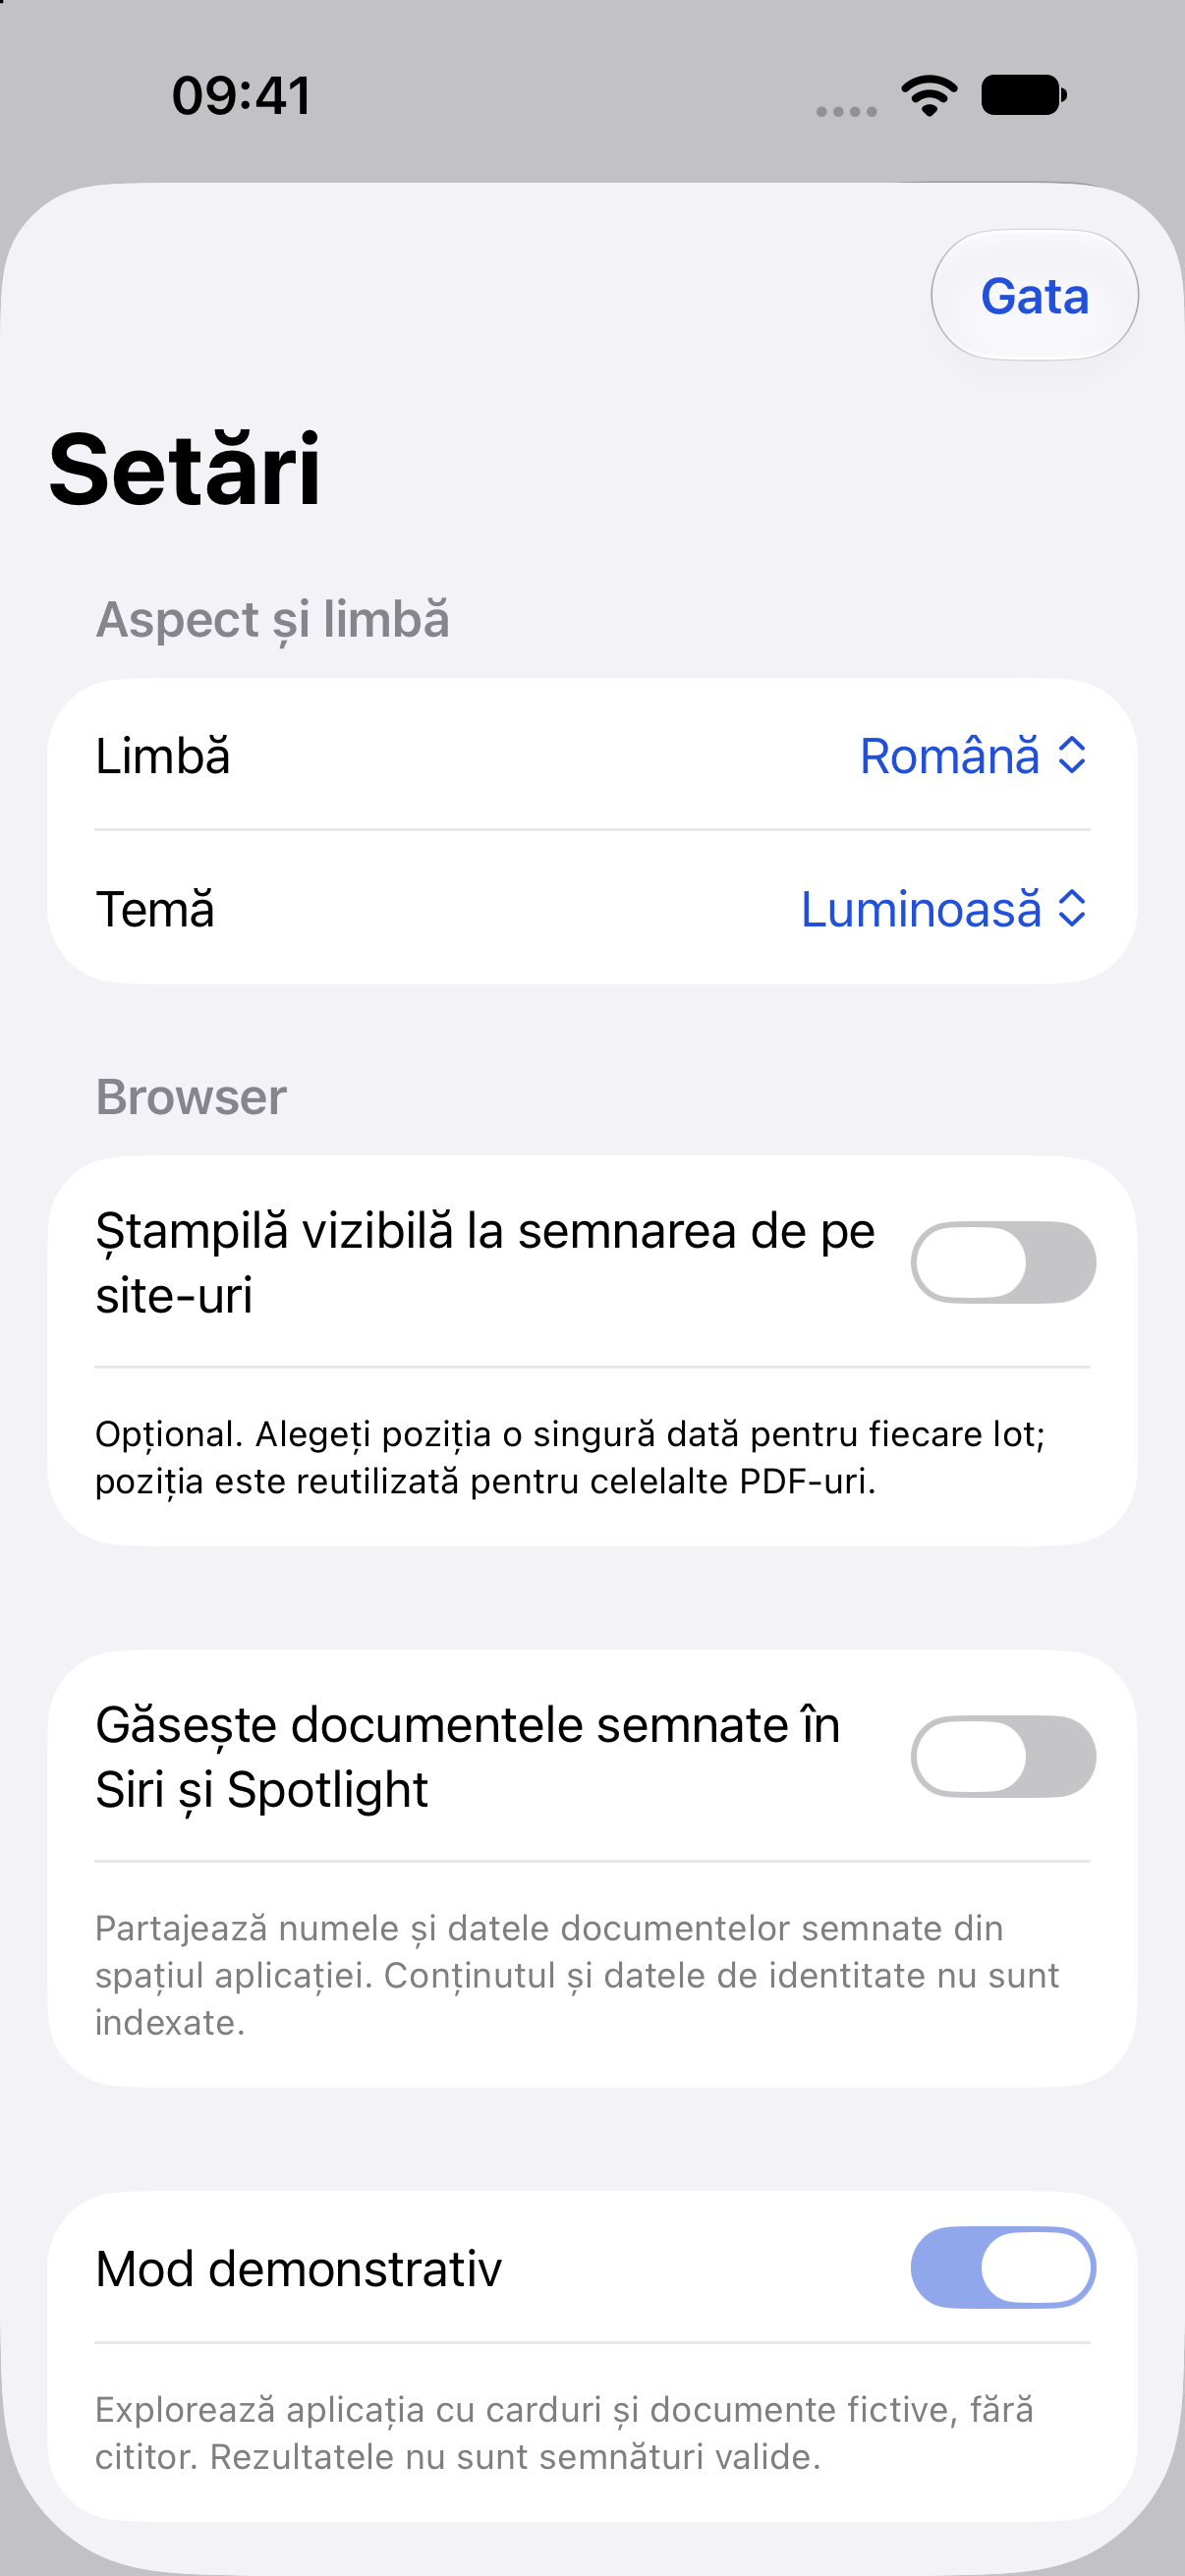 09:41
Gata
Setări
Aspect și limbă
Limbă
Română
Temă
Luminoasă
Browser
Ștampilă vizibilă la semnarea de pe
site-uri
Opțional. Alegeți poziția o singură dată pentru fiecare lot;
poziția este reutilizată pentru celelalte PDF-uri.
Găsește documentele semnate în
Siri și Spotlight
Partajează numele și datele documentelor semnate din
spațiul aplicației. Conținutul și datele de identitate nu sunt
indexate.
Mod demonstrativ
Explorează aplicația cu carduri și documente fictive, fără
cititor. Rezultatele nu sunt semnături valide.